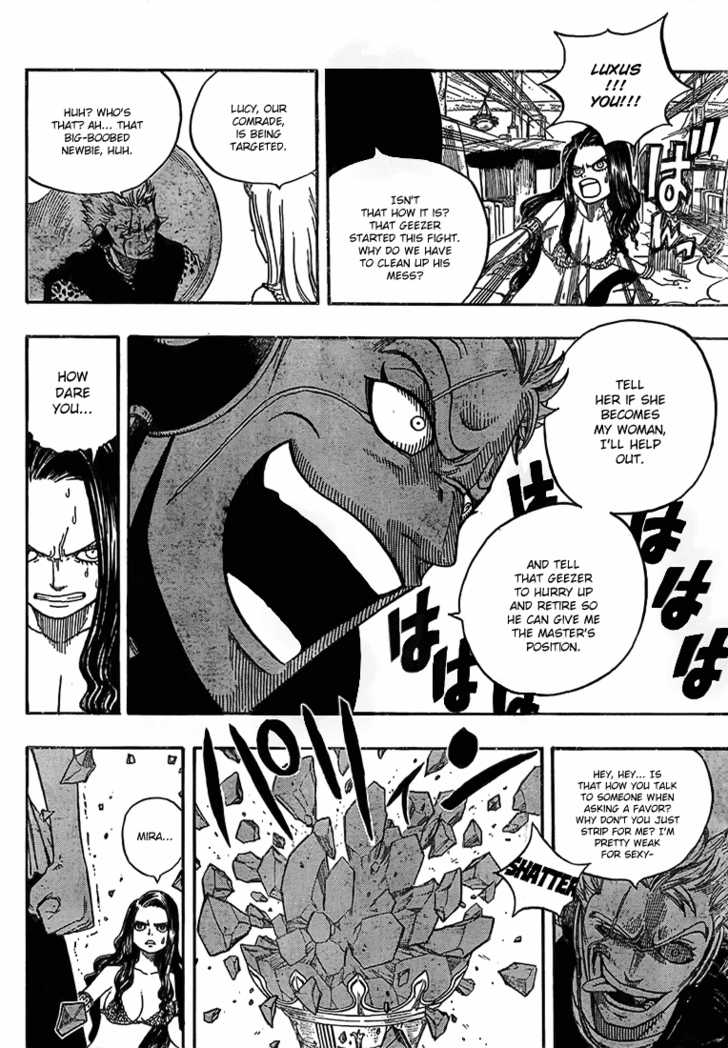 LUXUS
!!!
YOU!!!
ば
ISN'T
THAT HOW IT IS?
THAT GEEZER
STARTED THIS FIGHT.
WHY DO WE HAVE
TO CLEAN UP HIS
MESS?
LUCY, OUR
COMRADE,
IS BEING
TARGETED.
HUH? WHO'S
THAT? AH... THAT
BIG-BOOBED
NEWBIE, HUH.
TELL
HER IF SHE
BECOMES
MY WOMAN,
I'LL HELP
OUT.
は
は
は
は
AND TELL
THAT GEEZER
TO HURRY UP
AND RETIRE SO
HE CAN GIVE ME
THE MASTER'S
POSITION.
は
は
は
HOW
DARE
YOU...
HEY, HEY... IS
THAT HOW YOU TALK
TO SOMEONE WHEN
ASKING A FAVOR?
WHY DON'T YOU JUST
STRIP FOR ME? I'M
PRETTY WEAK
FOR SEXY-
SHATTER
パリィン
MIRA...